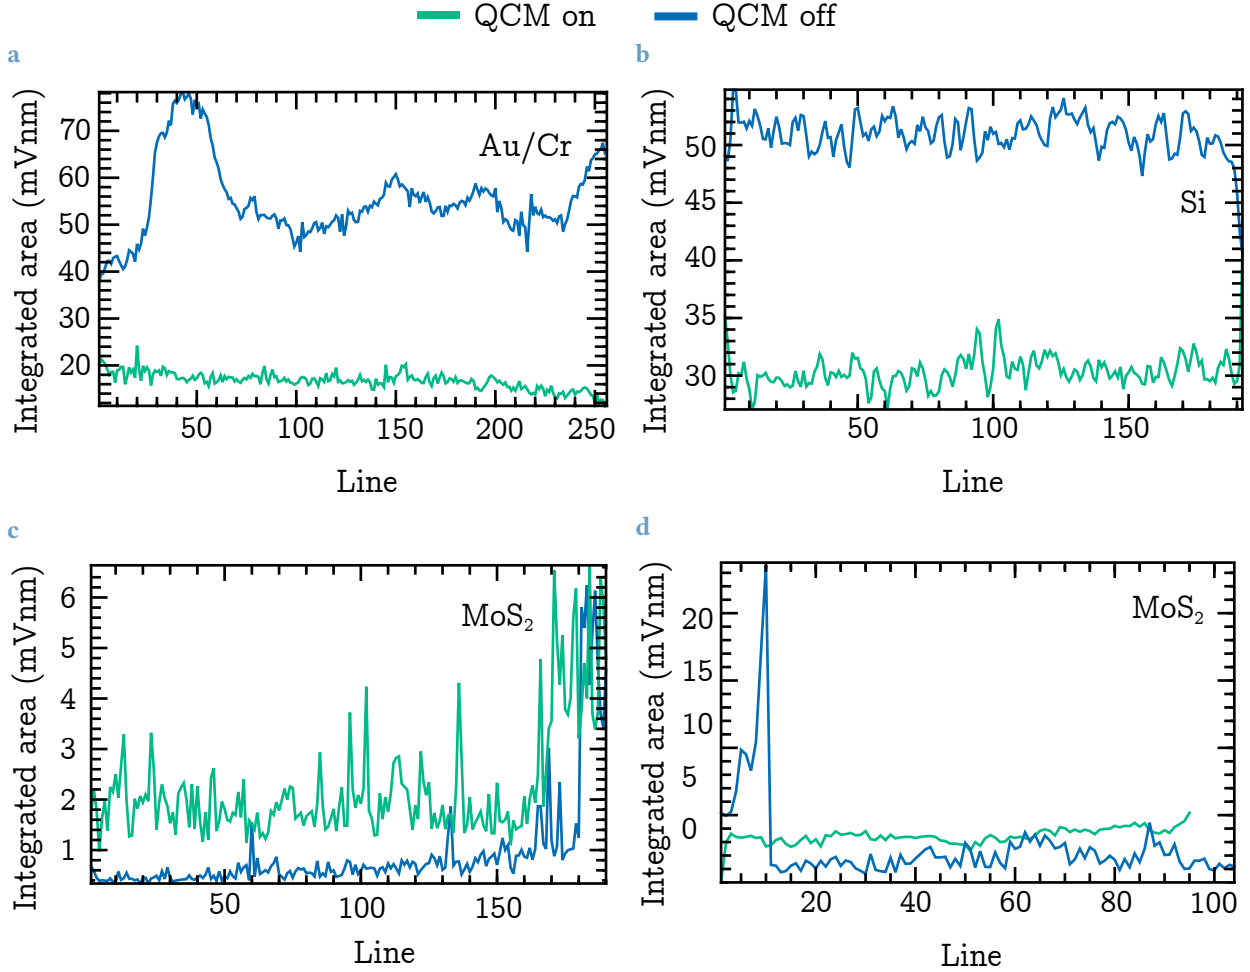 QCM on QCM off
a
Integrated area (mVnm)
70
60
50
40
30
20
Au/Cr
50 100 150 200 250
Line
b
Integrated area (mVnm)
50
45
40
35
30
Si
50 100 150
Line
c
Integrated area (mVnm)
6
5
4
3
2
1
MoS₂
50 100 150
Line
d
Integrated area (mVnm)
20
15
10
5
0
MoS₂
20 40 60 80 100
Line